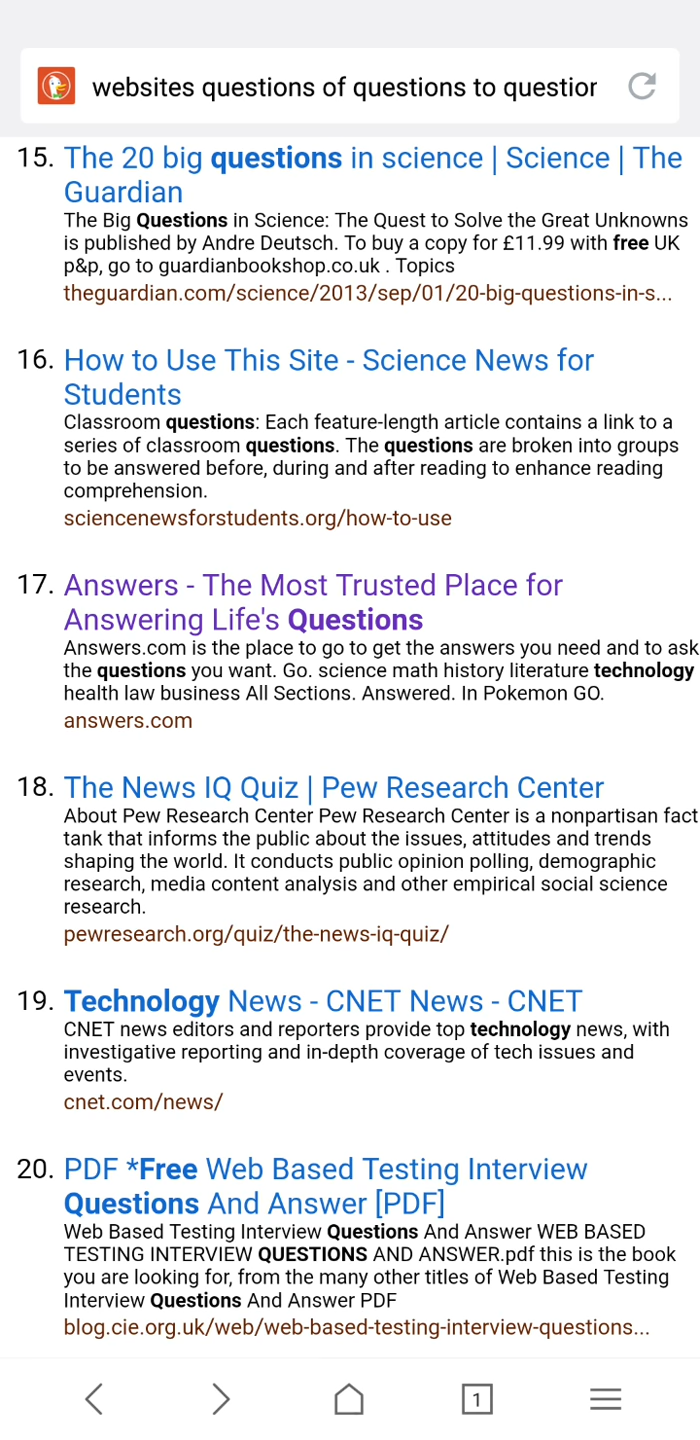 websites questions of questions to question
15. The 20 big questions in science | Science | The
Guardian
The Big Questions in Science: The Quest to Solve the Great Unknowns
is published by Andre Deutsch. To buy a copy for £11.99 with free UK
p&p, go to guardianbookshop.co.uk . Topics
theguardian.com/science/2013/sep/01/20-big-questions-in-s...
16. How to Use This Site - Science News for
Students
Classroom questions: Each feature-length article contains a link to a
series of classroom questions. The questions are broken into groups
to be answered before, during and after reading to enhance reading
comprehension.
sciencenewsforstudents.org/how-to-use
17. Answers - The Most Trusted Place for
Answering Life's Questions
Answers.com is the place to go to get the answers you need and to ask
the questions you want. Go. science math history literature technology
health law business All Sections. Answered. In Pokemon GO.
answers.com
18. The News IQ Quiz | Pew Research Center
About Pew Research Center Pew Research Center is a nonpartisan fact
tank that informs the public about the issues, attitudes and trends
shaping the world. It conducts public opinion polling, demographic
research, media content analysis and other empirical social science
research.
pewresearch.org/quiz/the-news-iq-quiz/
19. Technology News - CNET News - CNET
CNET news editors and reporters provide top technology news, with
investigative reporting and in-depth coverage of tech issues and
events.
cnet.com/news/
20. PDF *Free Web Based Testing Interview
Questions And Answer [PDF]
Web Based Testing Interview Questions And Answer WEB BASED
TESTING INTERVIEW QUESTIONS AND ANSWER.pdf this is the book
you are looking for, from the many other titles of Web Based Testing
Interview Questions And Answer PDF
blog.cie.org.uk/web/web-based-testing-interview-questions...
1